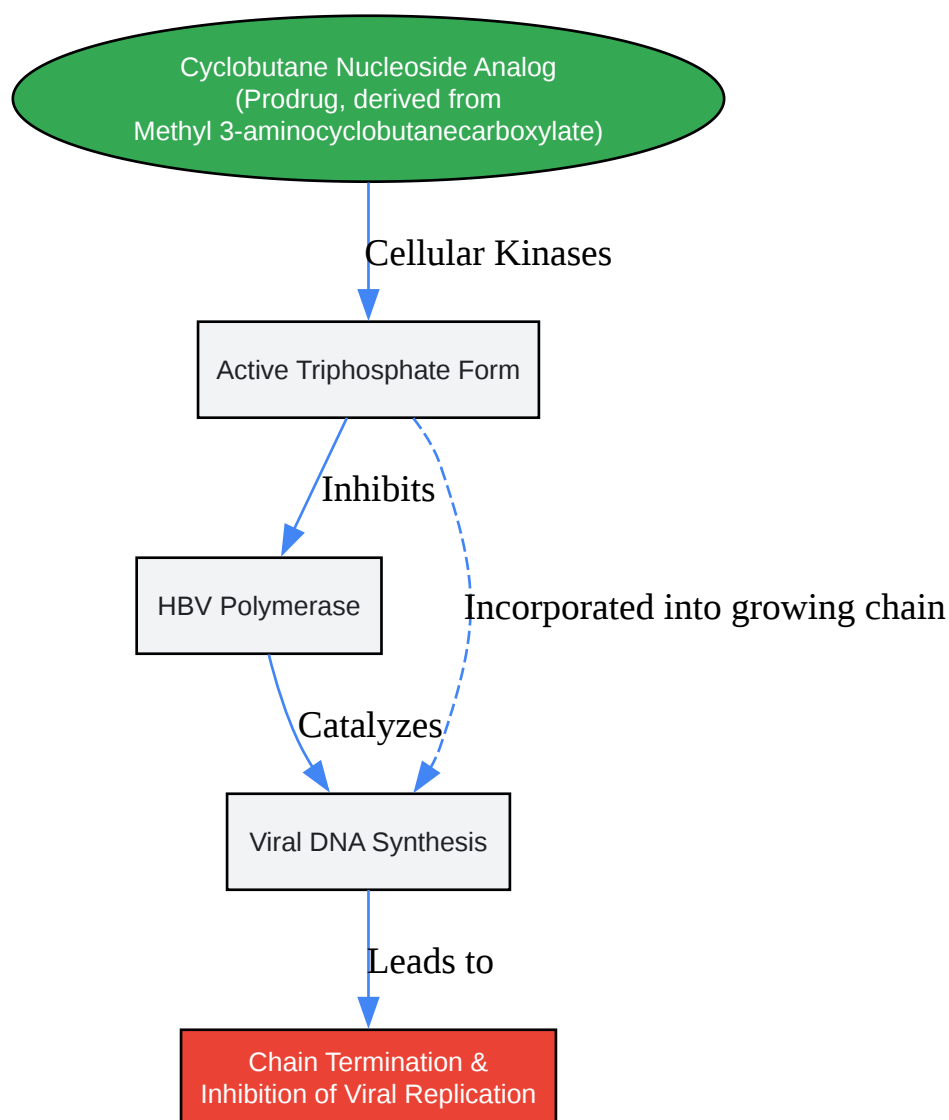 Cyclobutane Nucleoside Analog
(Prodrug, derived from
Methyl 3-aminocyclobutanecarboxylate)
Cellular Kinases
Active Triphosphate Form
Inhibits
HBV Polymerase
Incorporated into growing chain
Catalyzes
Viral DNA Synthesis
Leads to
Chain Termination &
Inhibition of Viral Replication